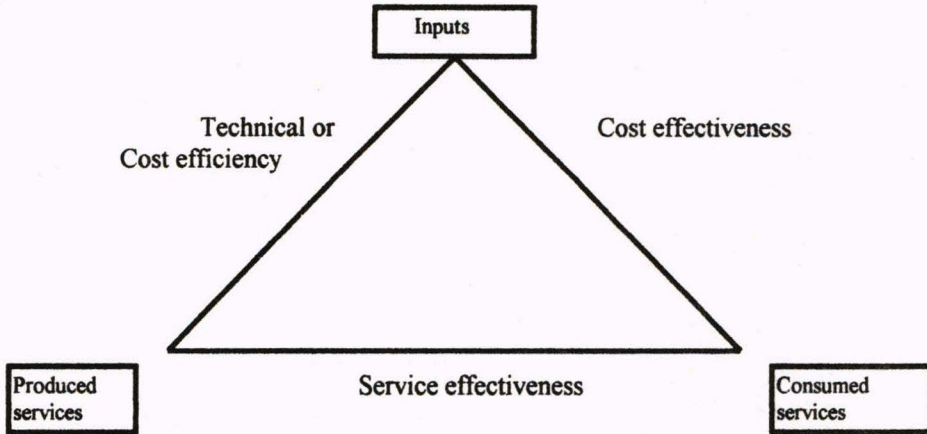 Inputs
Technical or
Cost efficiency
Cost effectiveness
Produced
services
Service effectiveness
Consumed
services